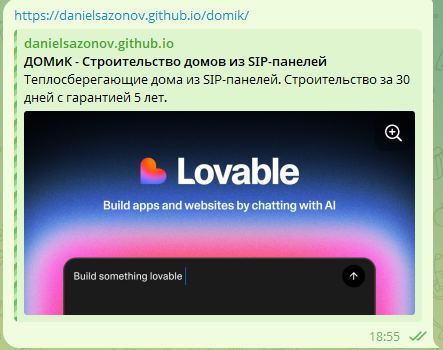 https://danielsazonov.github.io/domik/
danielsazonov.github.io
ДОМиК - Строительство домов из SIP-панелей
Теплосберегающие дома из SIP-панелей. Строительство за 30
дней с гарантией 5 лет.
Lovable
Build apps and websites by chatting with AI
Build something lovable
18:55